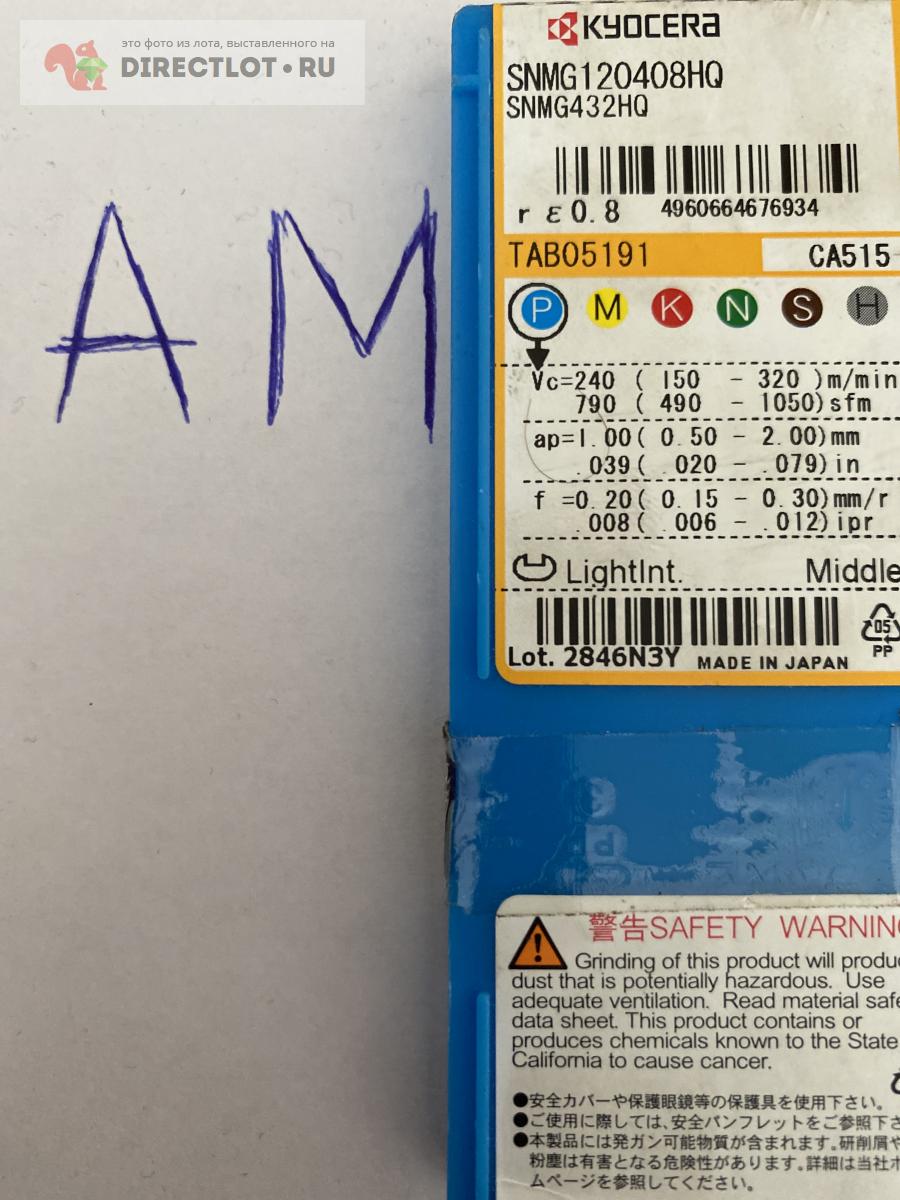 это фото из лота, выставленного на
DIRECTLOT.RU
AM
KYOCERA
SNMG120408HQ
SNMG432HQ
rε0.8 4960664676934
TAB05191 CA515
P M K N S H
Vc=240 ( 150 - 320 )m/min
790 ( 490 - 1050)sfm
ap=1.00( 0.50 - 2.00)mm
.039( .020 - .079)in
f =0.20( 0.15 - 0.30)mm/r
.008( .006 - .012)ipr
LightInt. Middle
05
PP
Lot. 2846N3Y MADE IN JAPAN
警告SAFETY WARNING
Grinding of this product will produc
dust that is potentially hazardous. Use
adequate ventilation. Read material safe
data sheet. This product contains or
produces chemicals known to the State
California to cause cancer.
●安全カバーや保護眼鏡等の保護具を使用下さい。
●ご使用に際しては、安全パンフレットをご参照下さ
●本製品には発ガン可能物質が含まれます。研削屑や
粉塵は有害となる危険性があります。詳細は当社ホ
ムページを参照してください。